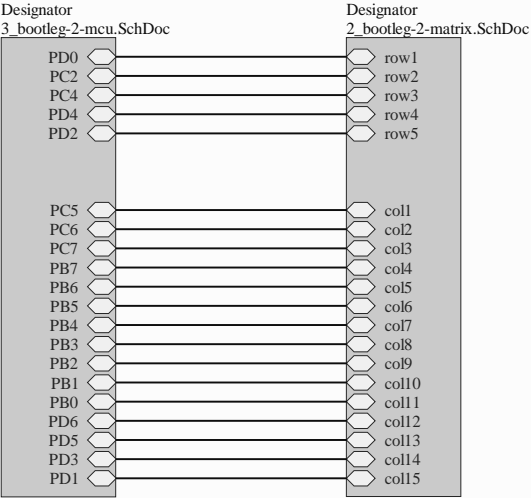 Designator
3_bootleg-2-mcu.SchDoc
Designator
2_bootleg-2-matrix.SchDoc
PD0 row1
PC2 row2
PC4 row3
PD4 row4
PD2 row5
PC5 col1
PC6 col2
PC7 col3
PB7 col4
PB6 col5
PB5 col6
PB4 col7
PB3 col8
PB2 col9
PB1 col10
PB0 col11
PD6 col12
PD5 col13
PD3 col14
PD1 col15